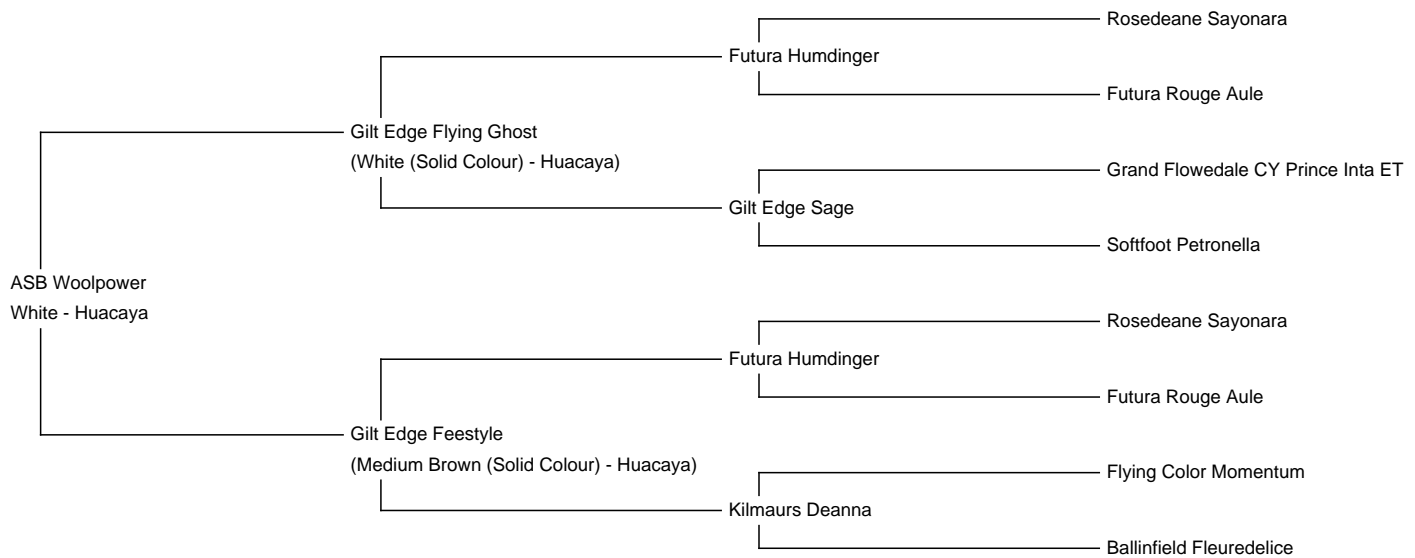 Rosedeane Sayonara
Futura Humdinger
Futura Rouge Aule
Gilt Edge Flying Ghost
(White (Solid Colour) - Huacaya)
Grand Flowedale CY Prince Inta ET
Gilt Edge Sage
Softfoot Petronella
ASB Woolpower
White - Huacaya
Rosedeane Sayonara
Futura Humdinger
Futura Rouge Aule
Gilt Edge Feestyle
(Medium Brown (Solid Colour) - Huacaya)
Flying Color Momentum
Kilmaurs Deanna
Ballinfield Fleuredelice